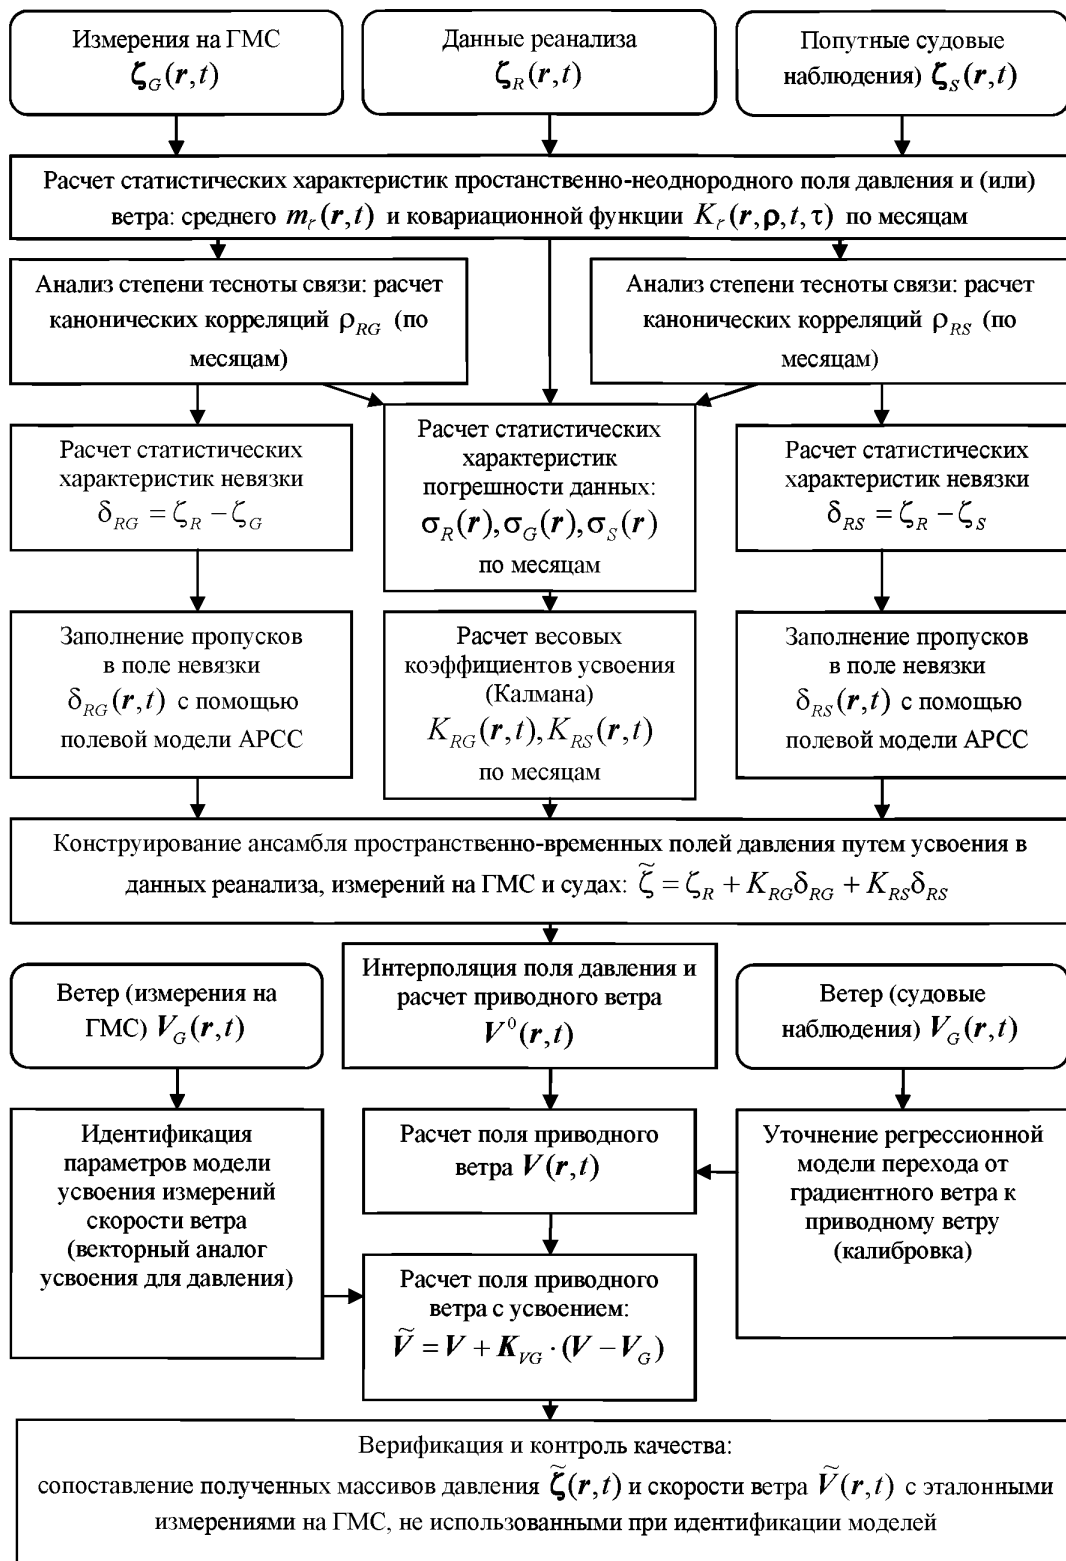 Измерения на ГМС
ζ_G(r,t)
Данные реанализа
ζ_R(r,t)
Попутные судовые
наблюдения) ζ_S(r,t)
Расчет статистических характеристик простанственно-неоднородного поля давления и (или)
ветра: среднего m_r(r,t) и ковариационной функции K_r(r,ρ,t,τ) по месяцам
Анализ степени тесноты связи: расчет
канонических корреляций ρ_RG (по
месяцам)
Анализ степени тесноты связи: расчет
канонических корреляций ρ_RS (по
месяцам)
Расчет статистических
характеристик невязки
δ_RG = ζ_R − ζ_G
Расчет статистических
характеристик
погрешности данных:
σ_R(r),σ_G(r),σ_S(r)
по месяцам
Расчет статистических
характеристик невязки
δ_RS = ζ_R − ζ_S
Заполнение пропусков
в поле невязки
δ_RG(r,t) с помощью
полевой модели АРСС
Расчет весовых
коэффициентов усвоения
(Калмана)
K_RG(r,t),K_RS(r,t)
по месяцам
Заполнение пропусков
в поле невязки
δ_RS(r,t) с помощью
полевой модели АРСС
Конструирование ансамбля пространственно-временных полей давления путем усвоения в
данных реанализа, измерений на ГМС и судах: ζ̃ = ζ_R + K_RGδ_RG + K_RSδ_RS
Ветер (измерения на
ГМС) V_G(r,t)
Интерполяция поля давления и
расчет приводного ветра
V⁰(r,t)
Ветер (судовые
наблюдения) V_G(r,t)
Идентификация
параметров модели
усвоения измерений
скорости ветра
(векторный аналог
усвоения для давления)
Расчет поля приводного
ветра V(r,t)
Уточнение регрессионной
модели перехода от
градиентного ветра к
приводному ветру
(калибровка)
Расчет поля приводного
ветра с усвоением:
Ṽ = V + K_VG · (V − V_G)
Верификация и контроль качества:
сопоставление полученных массивов давления ζ̃(r,t) и скорости ветра Ṽ(r,t) с эталонными
измерениями на ГМС, не использованными при идентификации моделей